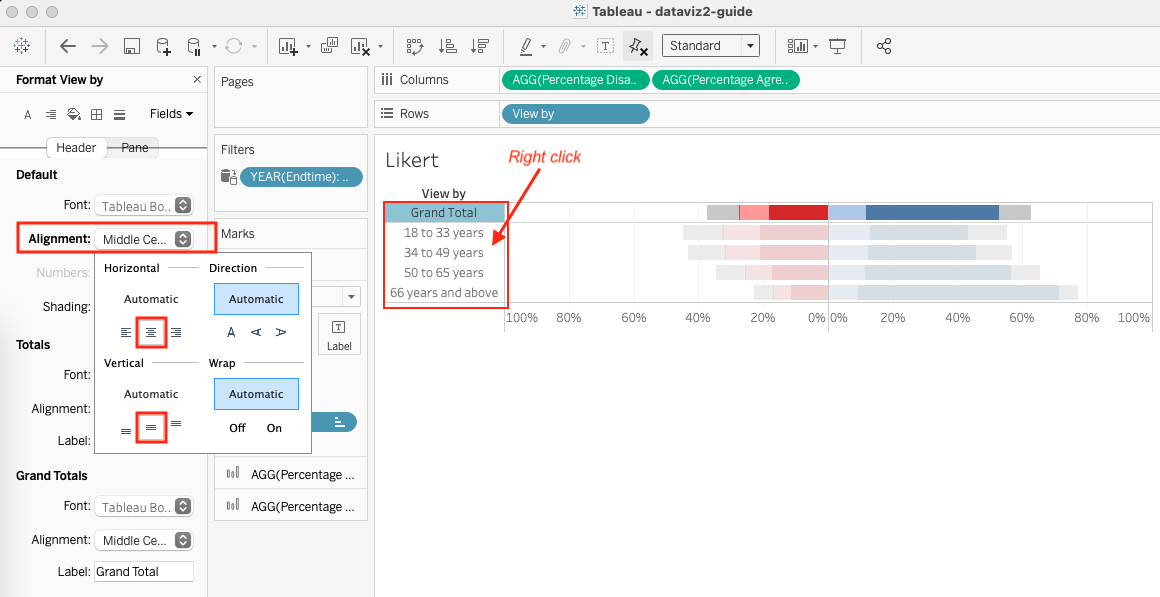 Tableau - dataviz2-guide
Standard
Format View by
Fields
Header
Pane
Default
Font:
Tableau Bo..
Alignment:
Middle Ce...
Numbers:
Shading:
Horizontal
Direction
Automatic
Automatic
A
A
A
Vertical
Wrap
Automatic
Automatic
Off
On
Totals
Font:
Alignment:
Label:
Grand Totals
Font:
Tableau Bo..
Alignment:
Middle Ce...
Label:
Grand Total
Pages
Filters
YEAR(Endtime): ..
Marks
T
Label
AGG(Percentage ...
AGG(Percentage ...
Columns
AGG(Percentage Disa..
AGG(Percentage Agre..
Rows
View by
Likert
Right click
View by
Grand Total
18 to 33 years
34 to 49 years
50 to 65 years
66 years and above
100% 80% 60% 40% 20% 0% 0% 20% 40% 60% 80% 100%